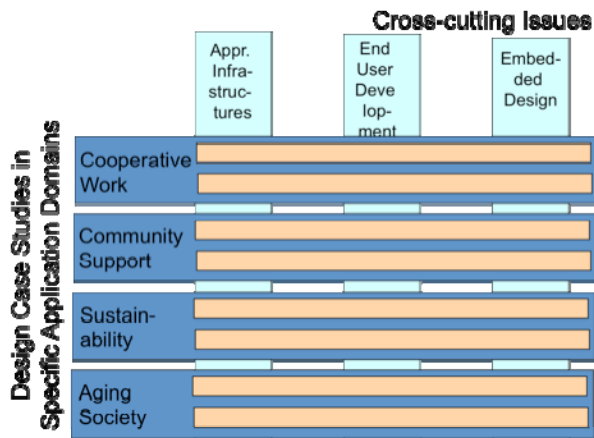 Cross-cutting Issues
Appr.
Infra-
struc-
tures
End
User
Deve
lop-
ment
Embed-
ded
Design
Design Case Studies in
Specific Application Domains
Cooperative
Work
Community
Support
Sustain-
ability
Aging
Society